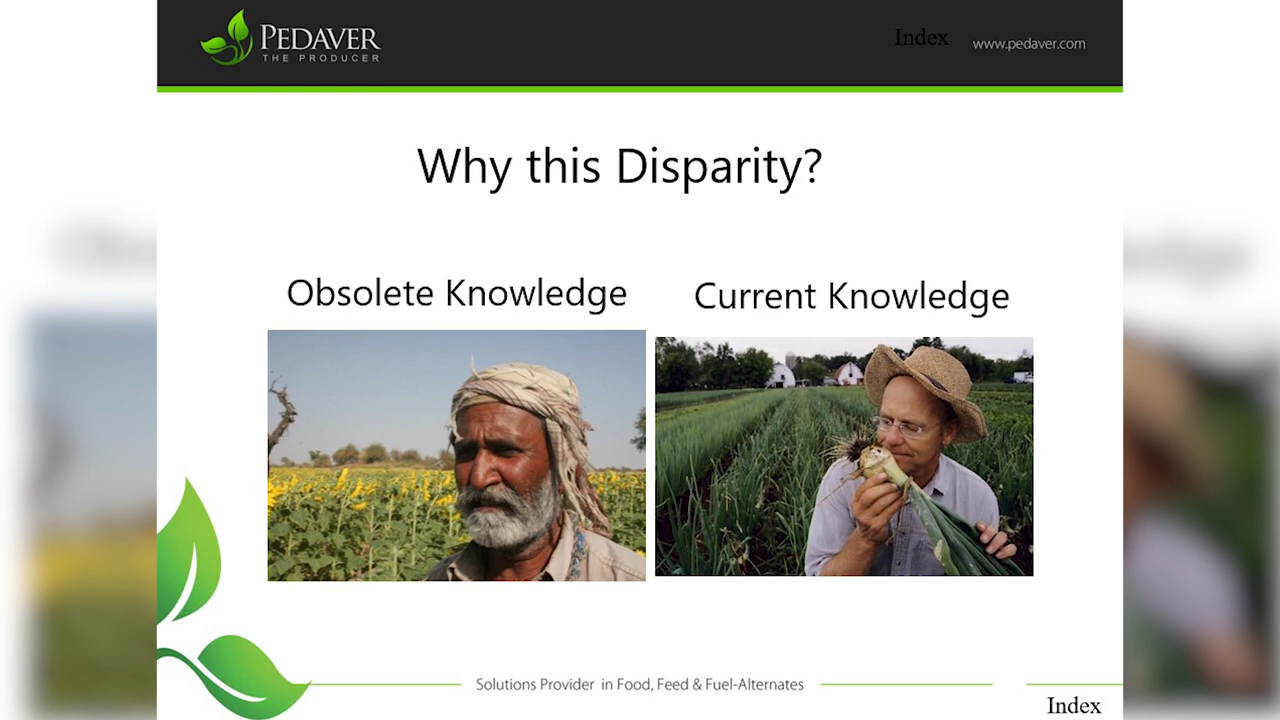 PEDAVER
THE PRODUCER
Index
www.pedaver.com
Why this Disparity?
Obsolete Knowledge
Current Knowledge
Solutions Provider in Food, Feed & Fuel-Alternates
Index